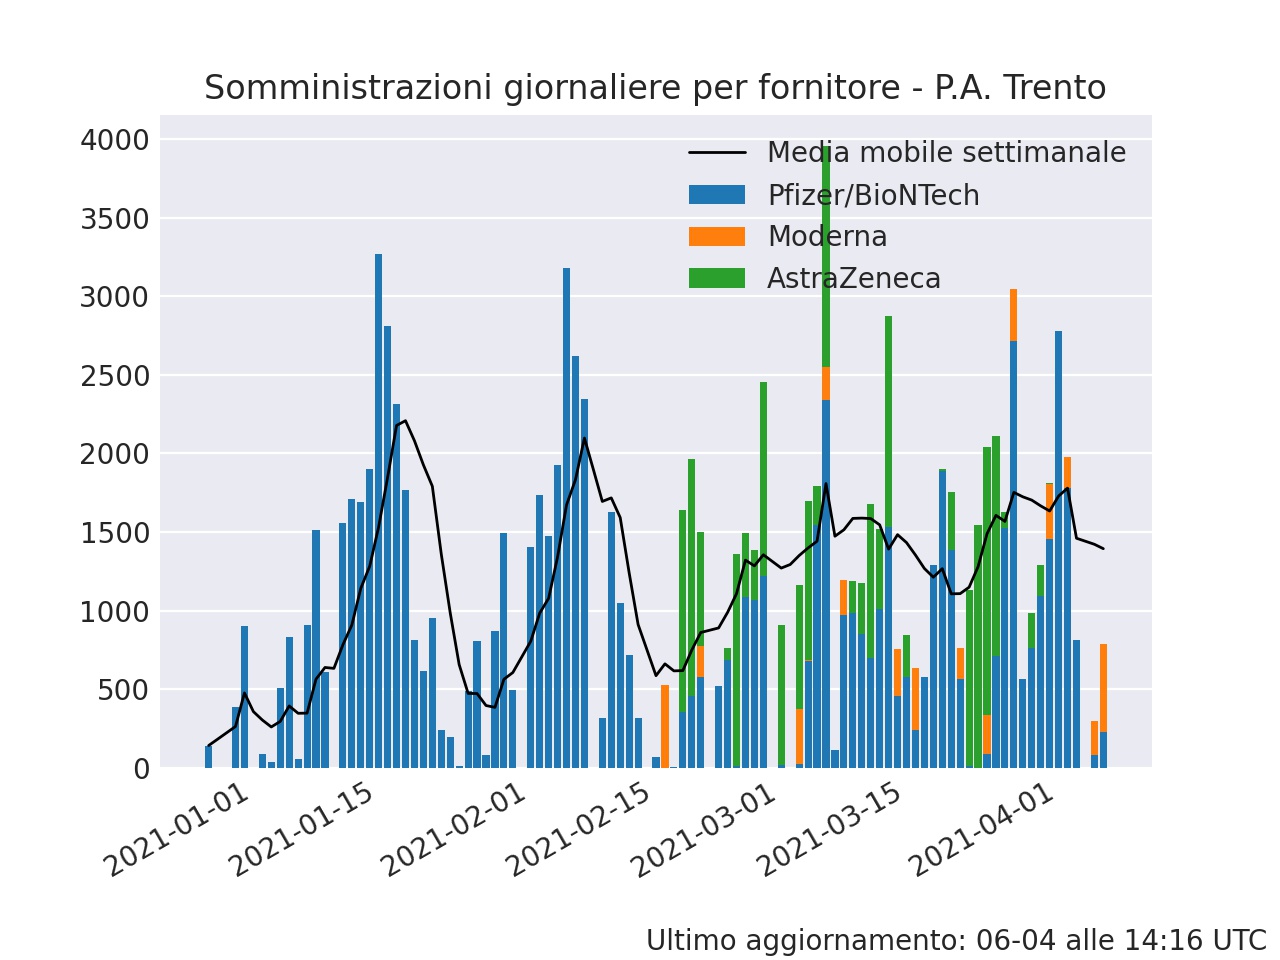 Somministrazioni giornaliere per fornitore - P.A. Trento
4000
3500
3000
2500
2000
1500
1000
500
0
Media mobile settimanale
Pfizer/BioNTech
Moderna
AstraZeneca
2021-01-01
2021-01-15
2021-02-01
2021-02-15
2021-03-01
2021-03-15
2021-04-01
Ultimo aggiornamento: 06-04 alle 14:16 UTC